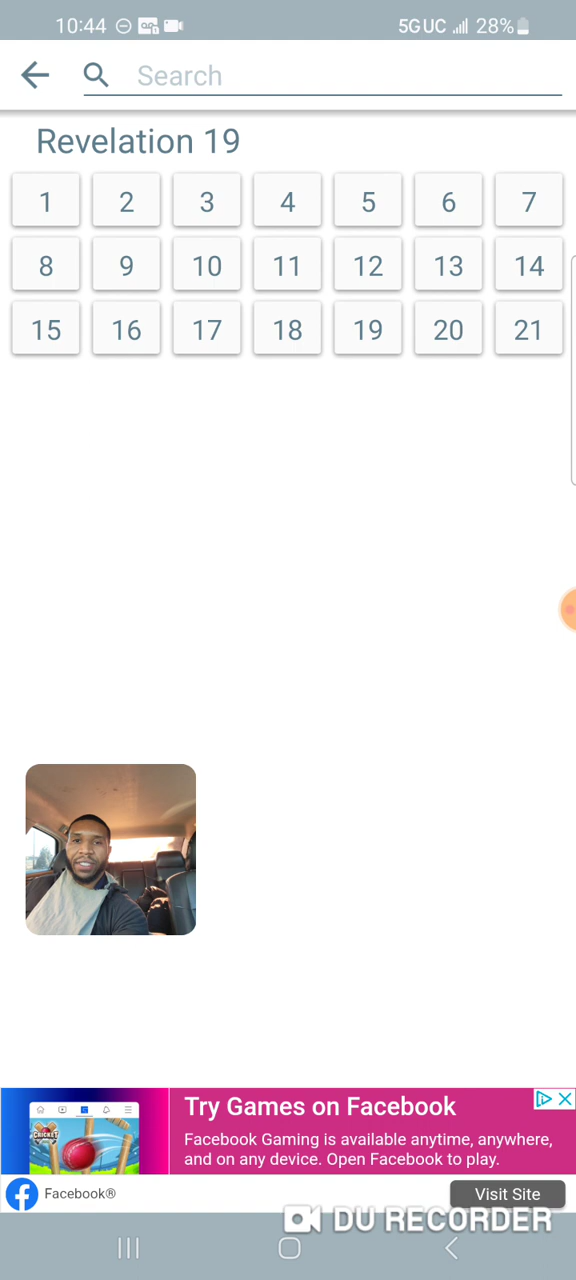 10:44 5GUC 28%
Search
Revelation 19
1 2 3 4 5 6 7
8 9 10 11 12 13 14
15 16 17 18 19 20 21
Try Games on Facebook
Facebook Gaming is available anytime, anywhere,
and on any device. Open Facebook to play.
CRICKET
Facebook®
Visit Site
DU RECORDER